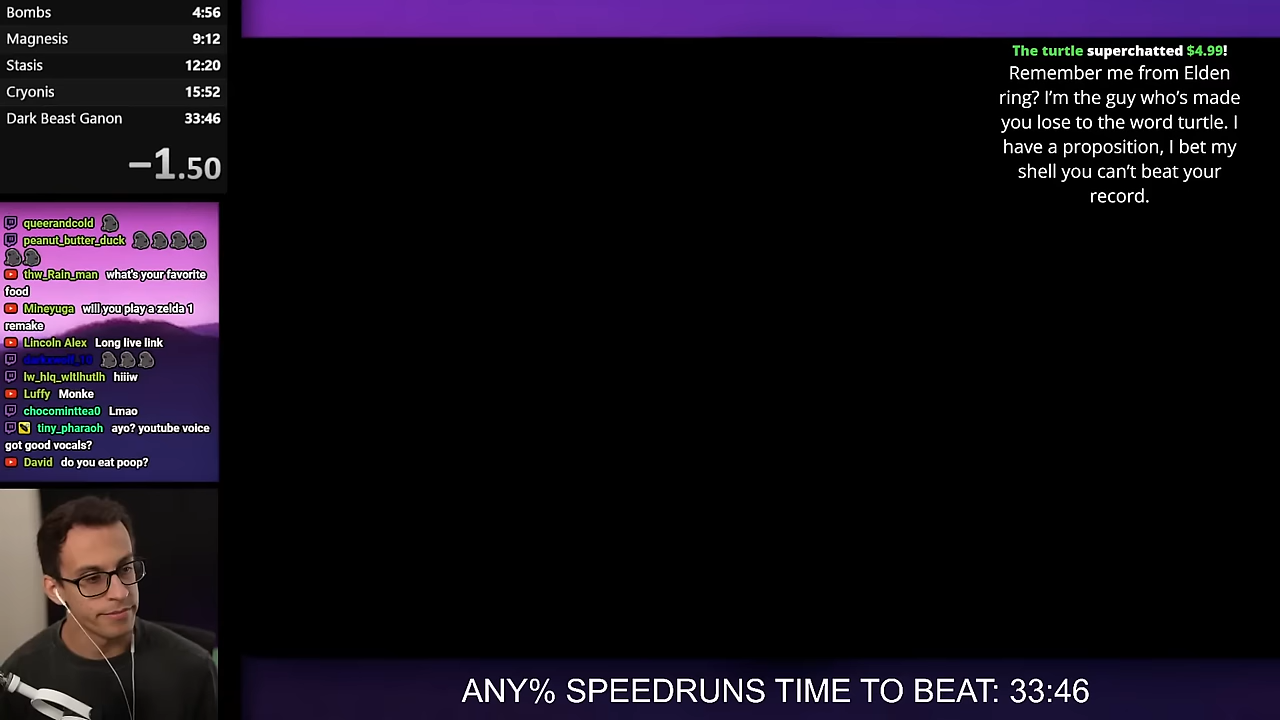 Bombs 4:56
Magnesis 9:12
Stasis 12:20
Cryonis 15:52
Dark Beast Ganon 33:46
−1.50
queerandcold
peanut_butter_duck
thw_Rain_man what's your favorite
food
Mineyuga will you play a zelda 1
remake
Lincoln Alex Long live link
lw_hlq_wltlhutlh hiiiw
Luffy Monke
chocominttea0 Lmao
tiny_pharaoh ayo? youtube voice
got good vocals?
David do you eat poop?
The turtle superchatted $4.99!
Remember me from Elden
ring? I’m the guy who’s made
you lose to the word turtle. I
have a proposition, I bet my
shell you can’t beat your
record.
ANY% SPEEDRUNS TIME TO BEAT: 33:46